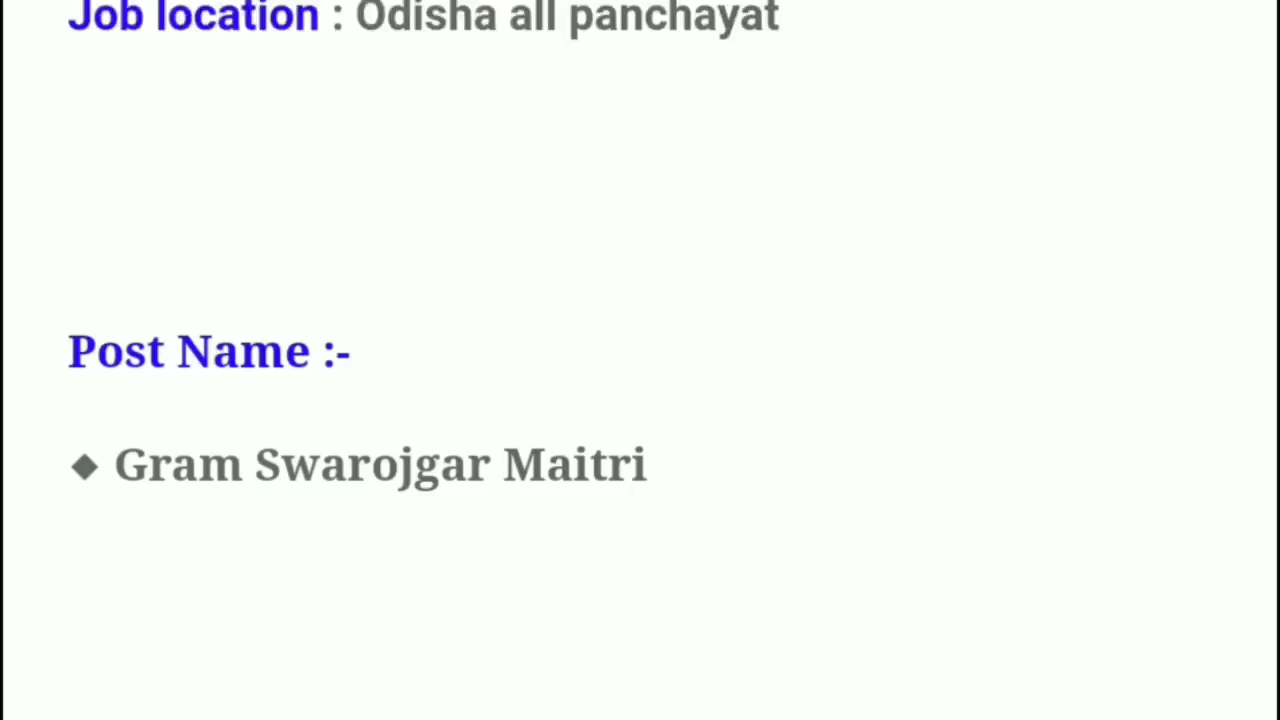 Job location : Odisha all panchayat
Post Name :-
◆ Gram Swarojgar Maitri